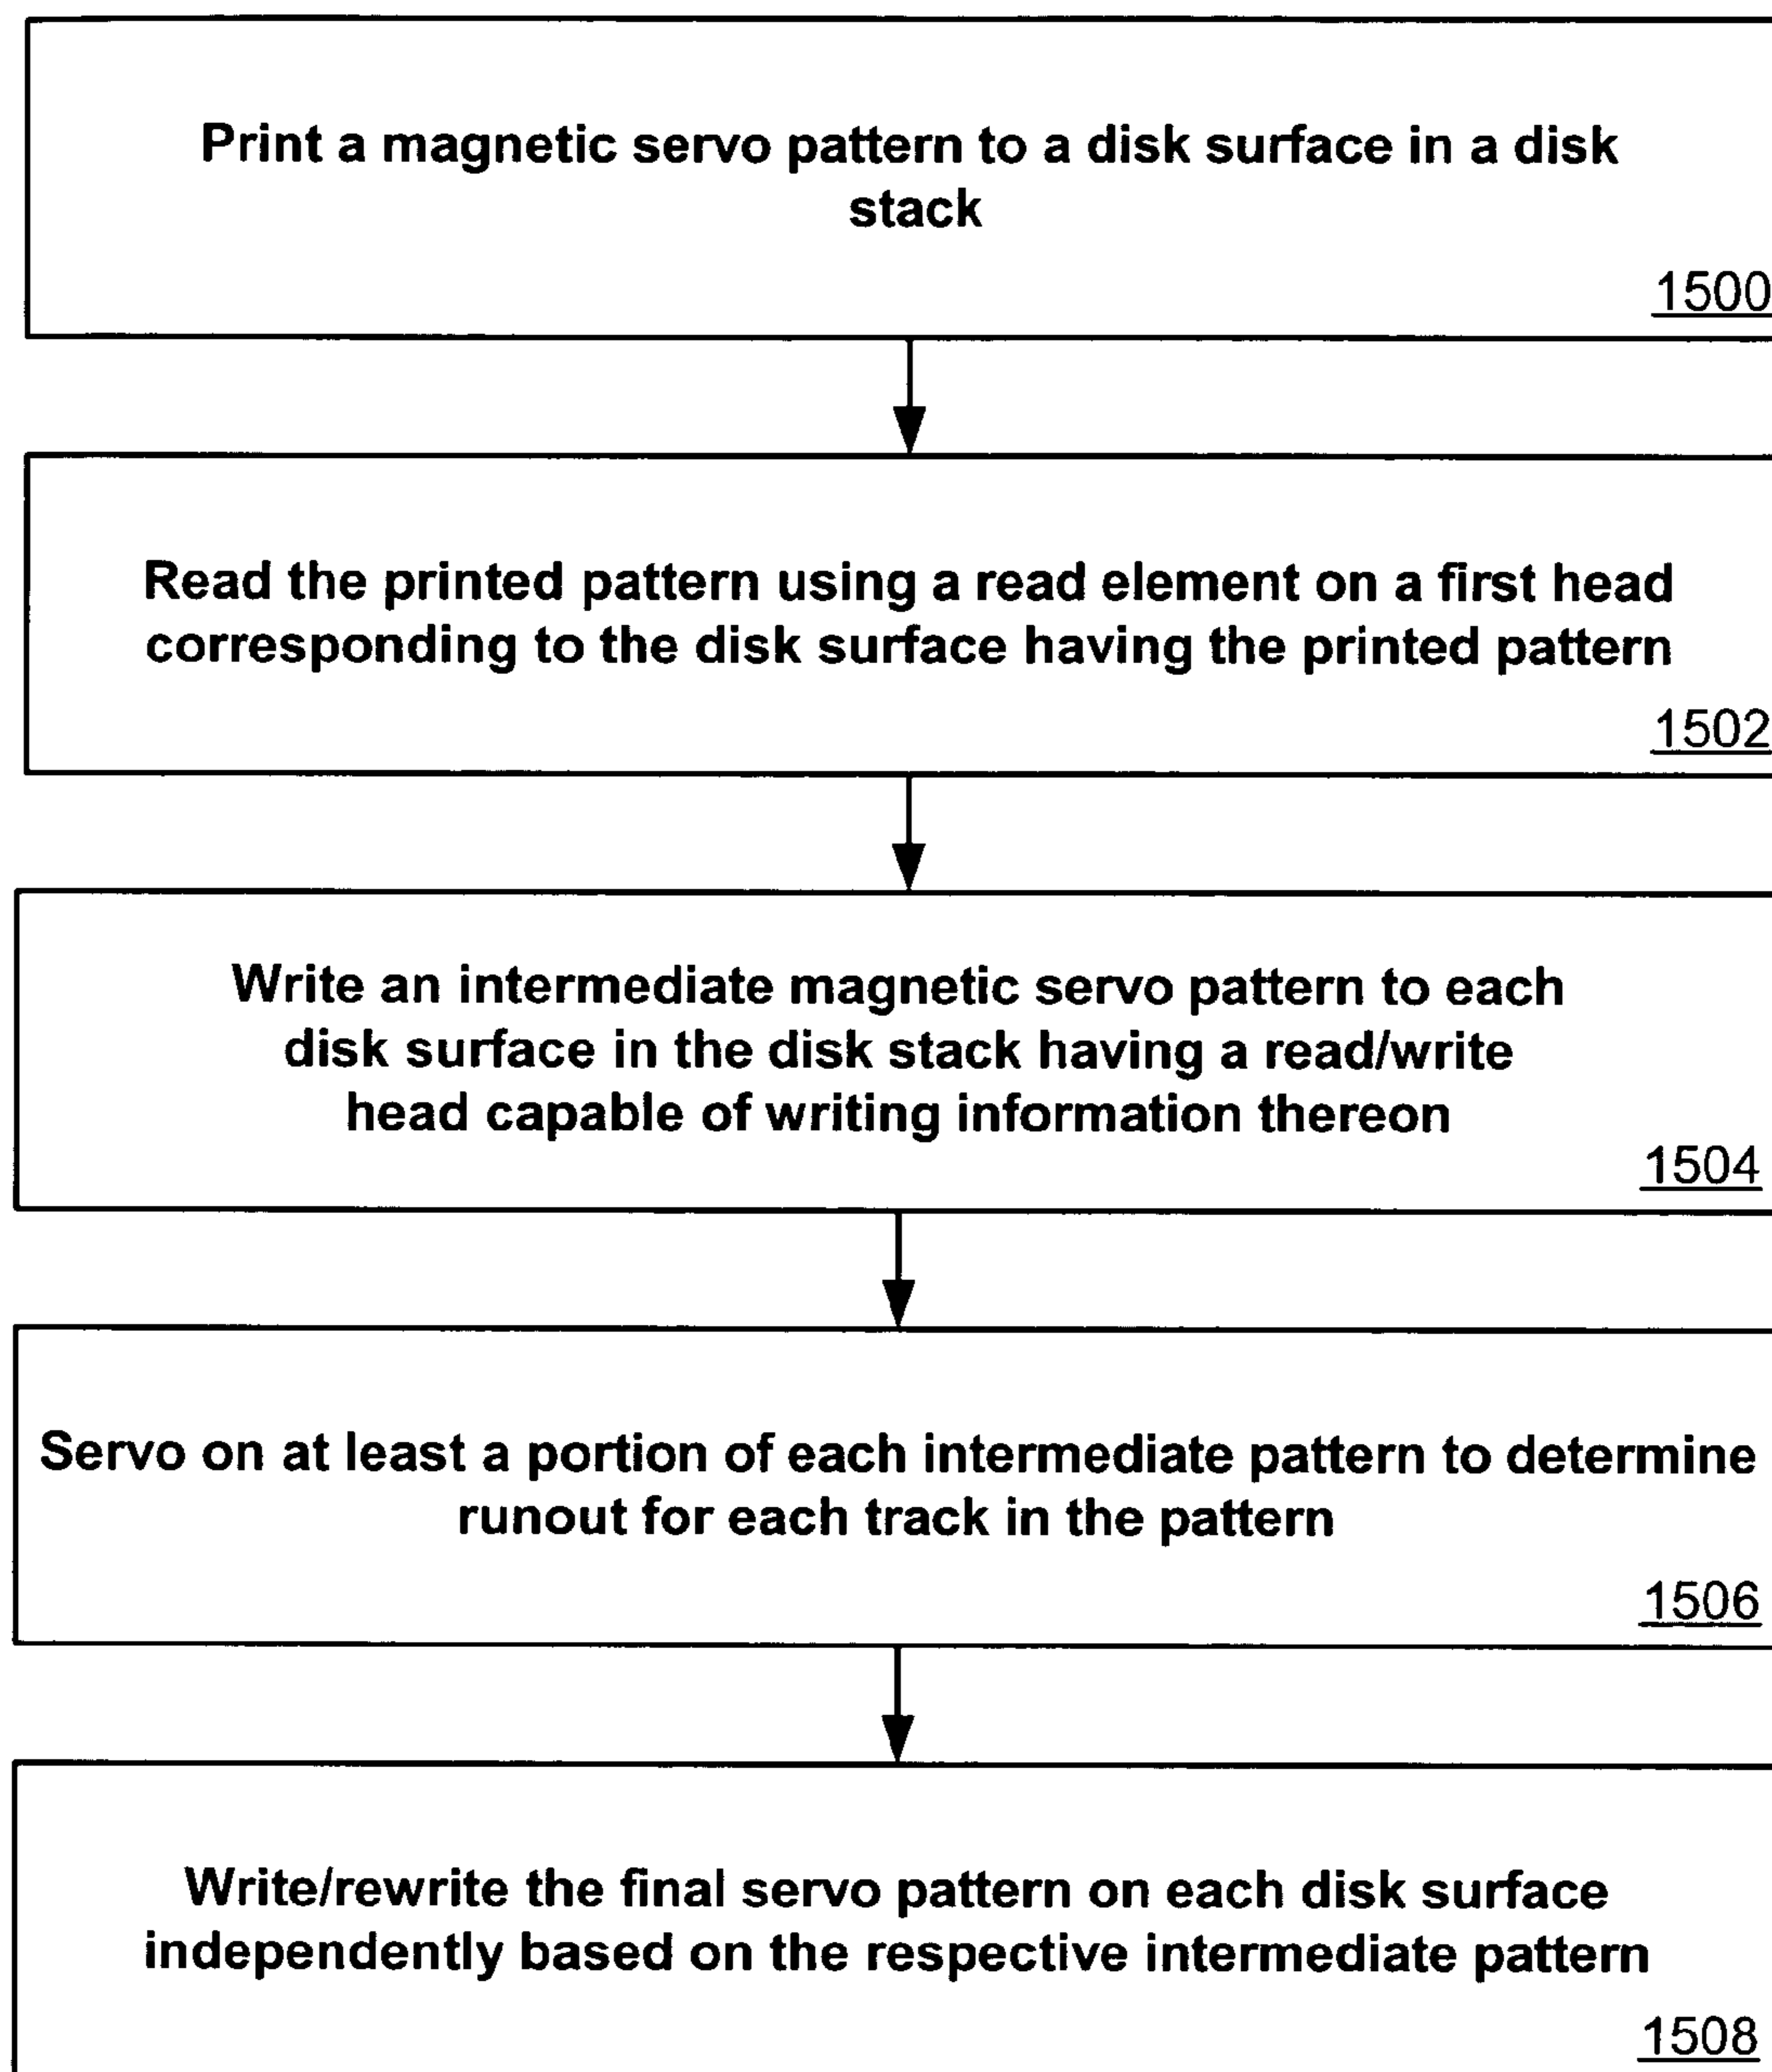 Print a magnetic servo pattern to a disk surface in a disk
stack
1500
Read the printed pattern using a read element on a first head
corresponding to the disk surface having the printed pattern
1502
Write an intermediate magnetic servo pattern to each
disk surface in the disk stack having a read/write
head capable of writing information thereon
1504
Servo on at least a portion of each intermediate pattern to determine
runout for each track in the pattern
1506
Write/rewrite the final servo pattern on each disk surface
independently based on the respective intermediate pattern
1508